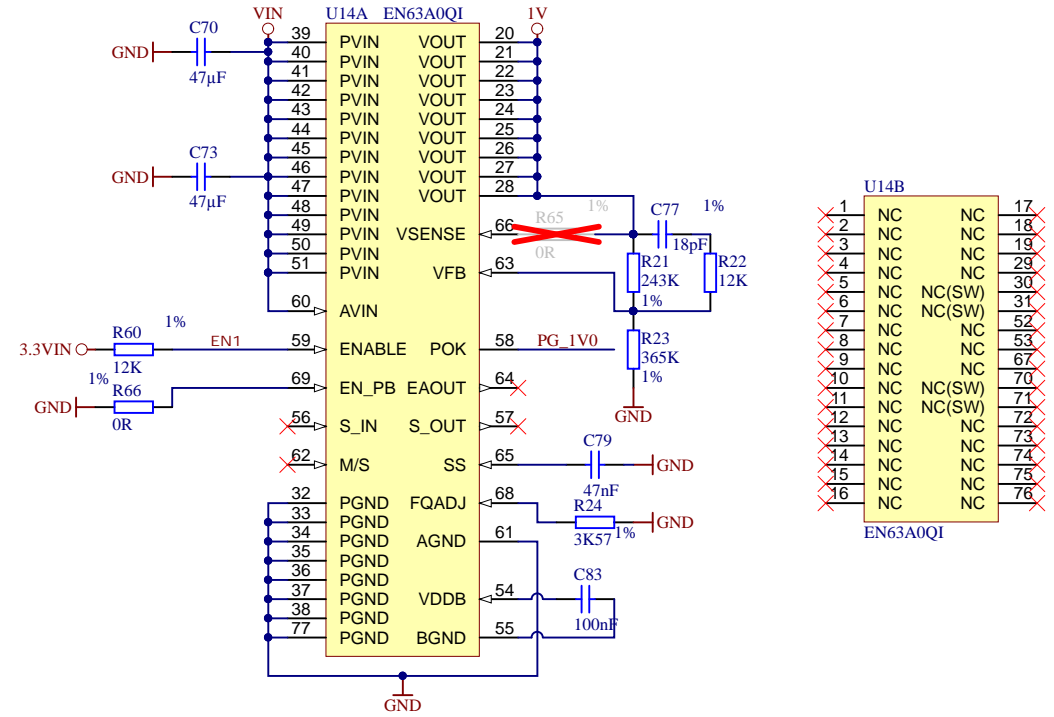 VIN
U14A EN63A0QI
1V
C70
GND
47µF
C73
GND
47µF
39 PVIN VOUT 20
40 PVIN VOUT 21
41 PVIN VOUT 22
42 PVIN VOUT 23
43 PVIN VOUT 24
44 PVIN VOUT 25
45 PVIN VOUT 26
46 PVIN VOUT 27
47 PVIN VOUT 28
48 PVIN
49 PVIN VSENSE 66
50 PVIN
51 PVIN VFB 63
60 AVIN
59 ENABLE POK 58
69 EN_PB EAOUT 64
56 S_IN S_OUT 57
62 M/S SS 65
32 PGND FQADJ 68
33 PGND
34 PGND AGND 61
35 PGND
36 PGND
37 PGND VDDB 54
38 PGND
77 PGND BGND 55
GND
3.3VIN
R60
1%
12K
EN1
GND
1%
R66
0R
R65
1%
0R
C77
1%
18pF
R21
243K
1%
R22
12K
PG_1V0
R23
365K
1%
GND
C79
47nF
GND
R24
3K57
1%
GND
C83
100nF
U14B
1 NC NC 17
2 NC NC 18
3 NC NC 19
4 NC NC 29
5 NC NC(SW) 30
6 NC NC(SW) 31
7 NC NC 52
8 NC NC 53
9 NC NC 67
10 NC NC(SW) 70
11 NC NC(SW) 71
12 NC NC 72
13 NC NC 73
14 NC NC 74
15 NC NC 75
16 NC NC 76
EN63A0QI